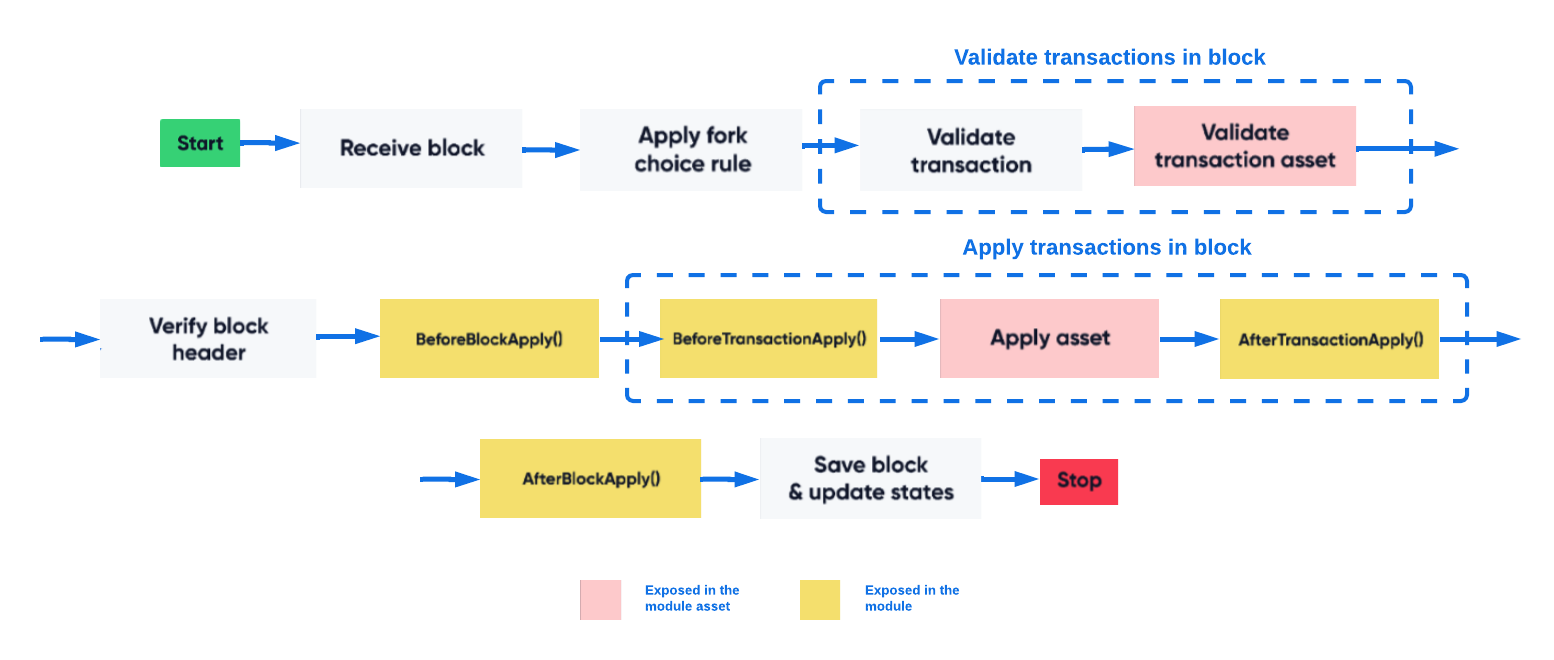 Validate transactions in block
Start
Receive block
Apply fork
choice rule
Validate
transaction
Validate
transaction asset
Apply transactions in block
Verify block
header
BeforeBlockApply()
BeforeTransactionApply()
Apply asset
AfterTransactionApply()
AfterBlockApply()
Save block
& update states
Stop
Exposed in the
module asset
Exposed in the
module